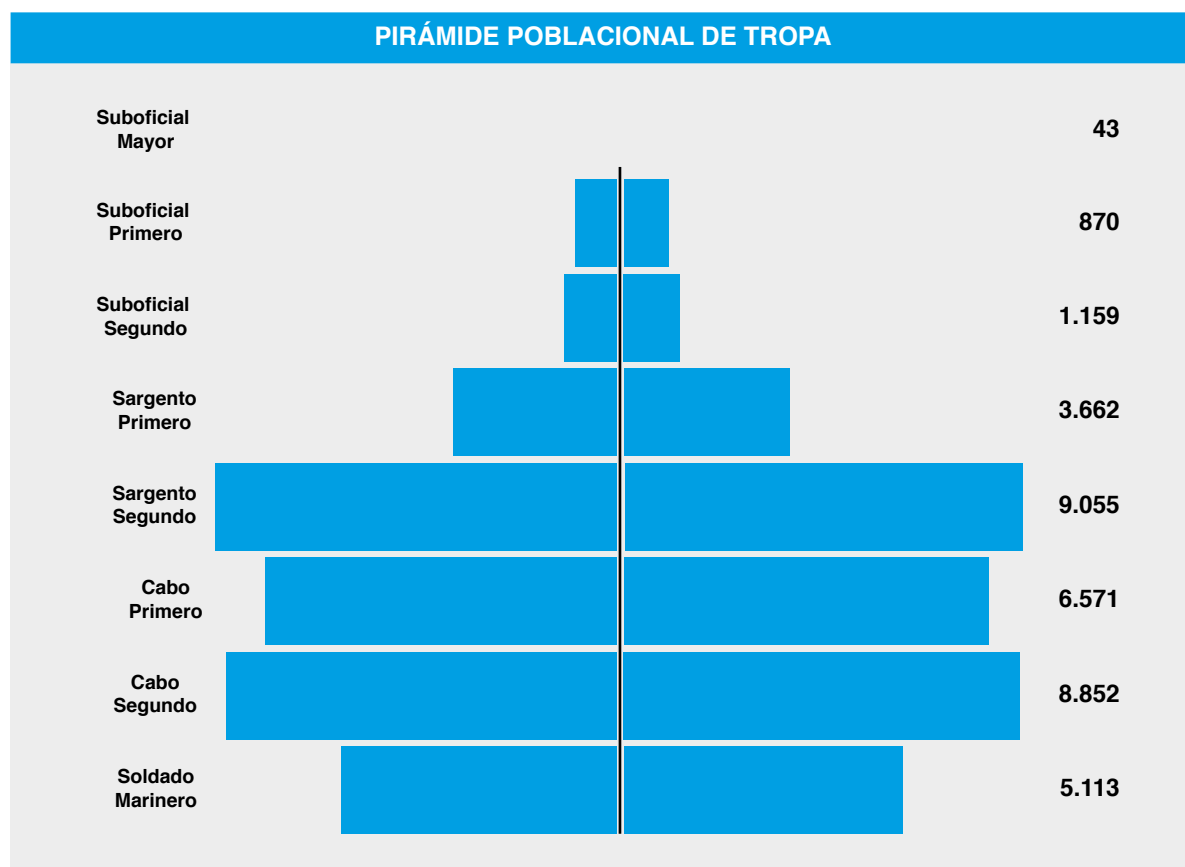 PIRÁMIDE POBLACIONAL DE TROPA
Suboficial
Mayor
43
Suboficial
Primero
870
Suboficial
Segundo
1.159
Sargento
Primero
3.662
Sargento
Segundo
9.055
Cabo
Primero
6.571
Cabo
Segundo
8.852
Soldado
Marinero
5.113